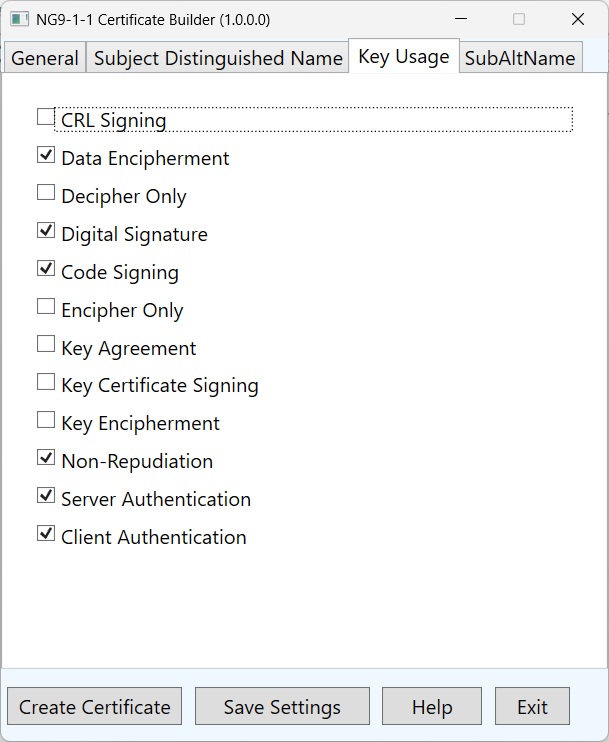 NG9-1-1 Certificate Builder (1.0.0.0)
General Subject Distinguished Name Key Usage SubAltName
CRL Signing
Data Encipherment
Decipher Only
Digital Signature
Code Signing
Encipher Only
Key Agreement
Key Certificate Signing
Key Encipherment
Non-Repudiation
Server Authentication
Client Authentication
Create Certificate Save Settings Help Exit